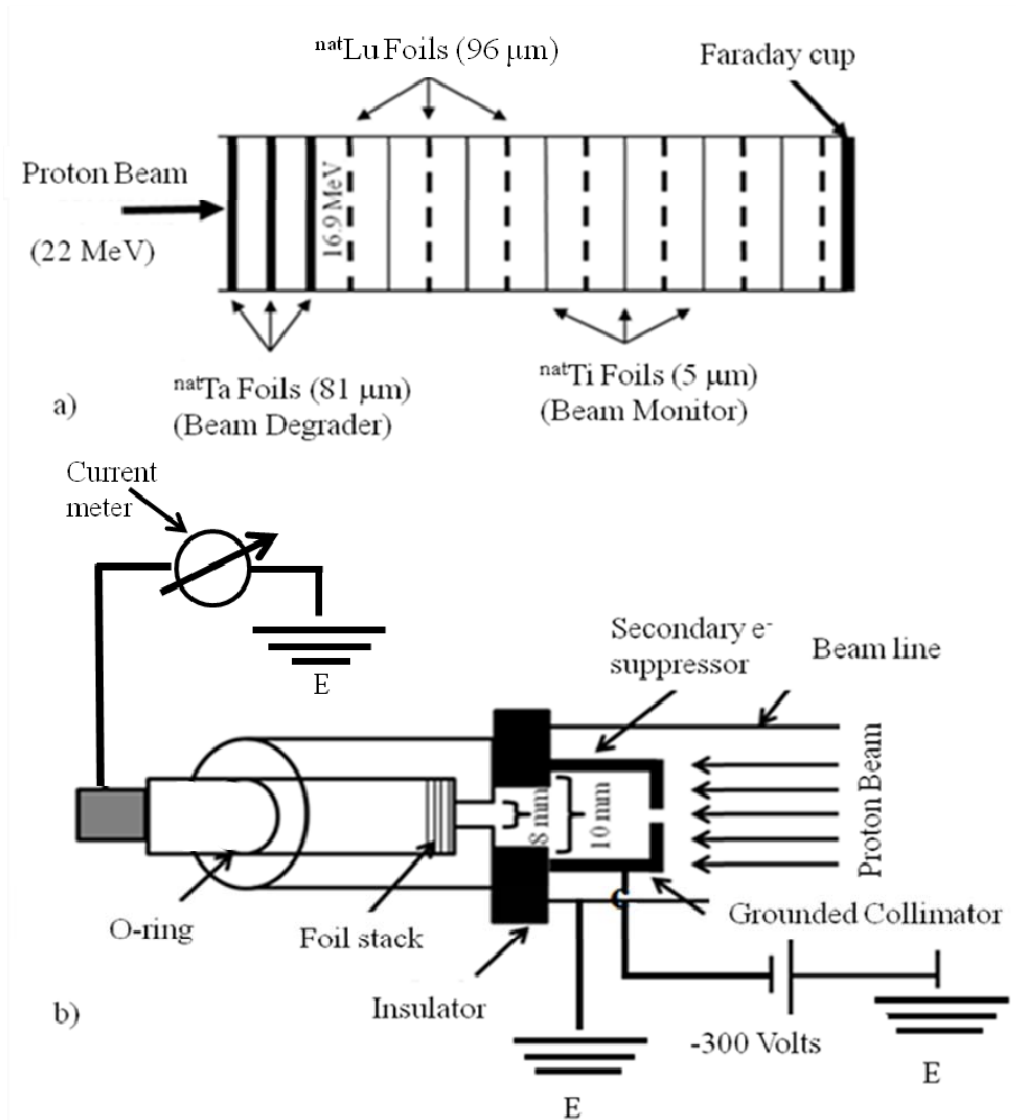 natLu Foils (96 μm)
Faraday cup
Proton Beam
(22 MeV)
16.9 MeV
natTa Foils (81 μm)
(Beam Degrader)
natTi Foils (5 μm)
(Beam Monitor)
a)
Current
meter
E
Secondary e-
suppressor
Beam line
Proton Beam
8 mm
10 mm
O-ring
Foil stack
Grounded Collimator
Insulator
b)
-300 Volts
E
E